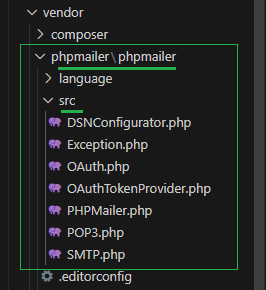 vendor
composer
phpmailer\phpmailer
language
src
DSNConfigurator.php
Exception.php
OAuth.php
OAuthTokenProvider.php
PHPMailer.php
POP3.php
SMTP.php
.editorconfig